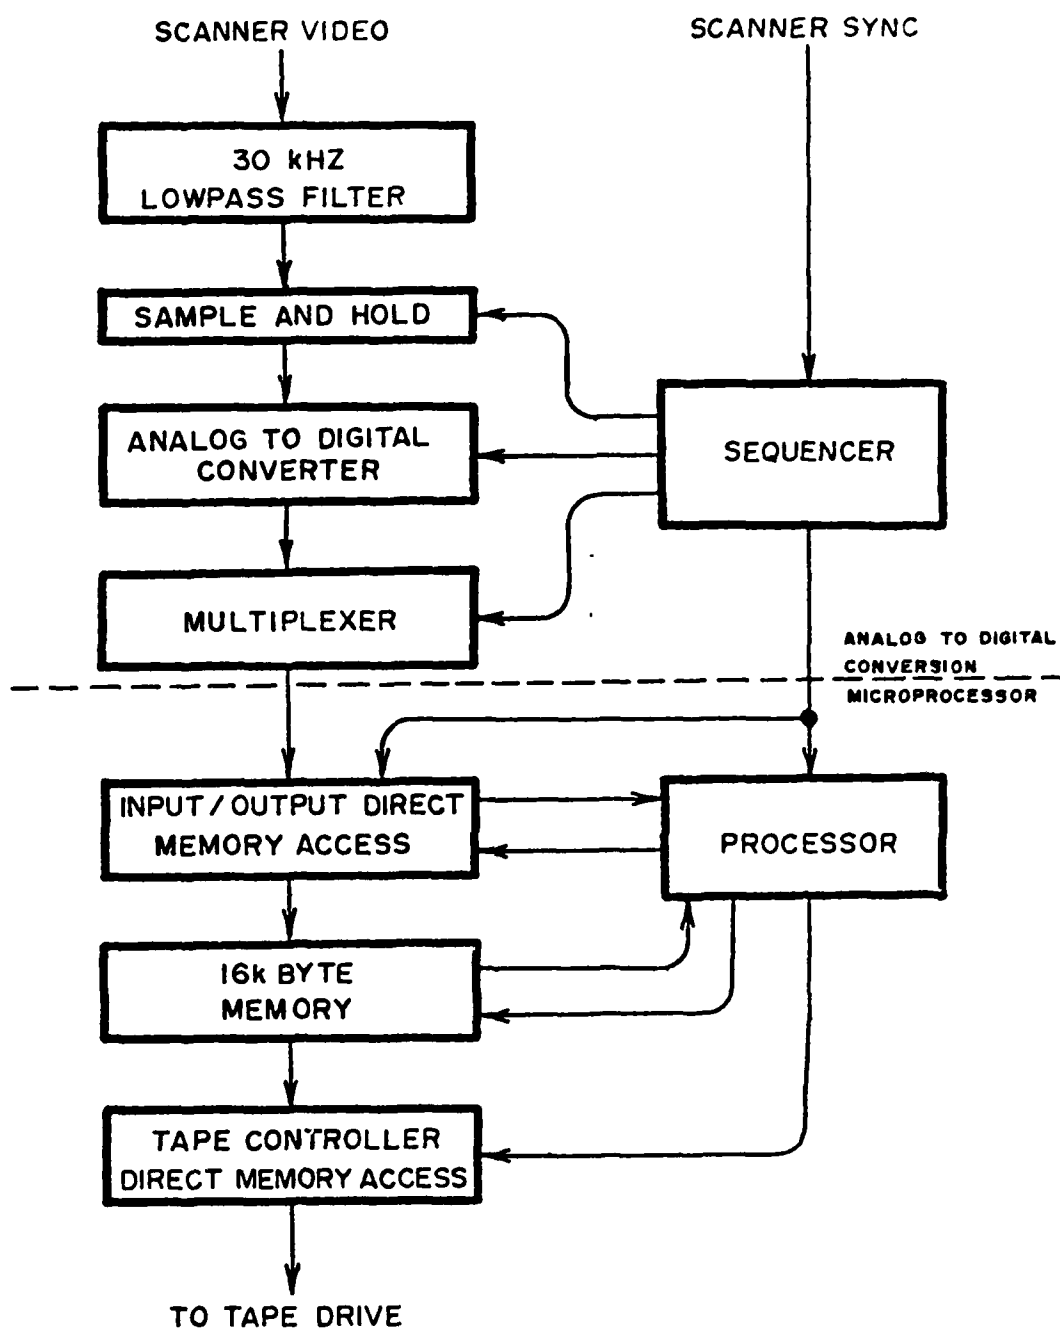 SCANNER VIDEO
SCANNER SYNC
30 kHZ
LOWPASS FILTER
SAMPLE AND HOLD
ANALOG TO DIGITAL
CONVERTER
SEQUENCER
MULTIPLEXER
ANALOG TO DIGITAL
CONVERSION
MICROPROCESSOR
INPUT/OUTPUT DIRECT
MEMORY ACCESS
PROCESSOR
16k BYTE
MEMORY
TAPE CONTROLLER
DIRECT MEMORY ACCESS
TO TAPE DRIVE